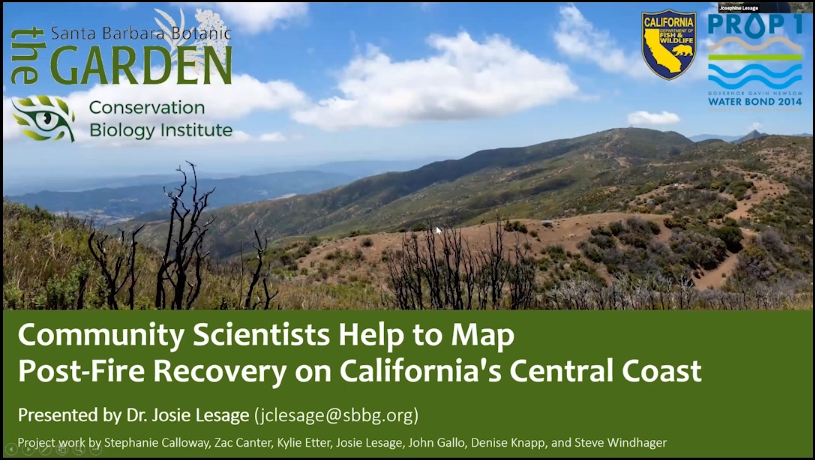 Josephine Lesage
Santa Barbara Botanic
the GARDEN
Conservation
Biology Institute
CALIFORNIA
DEPARTMENT OF
FISH &
WILDLIFE
PROP 1
GOVERNOR GAVIN NEWSOM
WATER BOND 2014
Community Scientists Help to Map
Post-Fire Recovery on California's Central Coast
Presented by Dr. Josie Lesage (jclesage@sbbg.org)
Project work by Stephanie Calloway, Zac Canter, Kylie Etter, Josie Lesage, John Gallo, Denise Knapp, and Steve Windhager